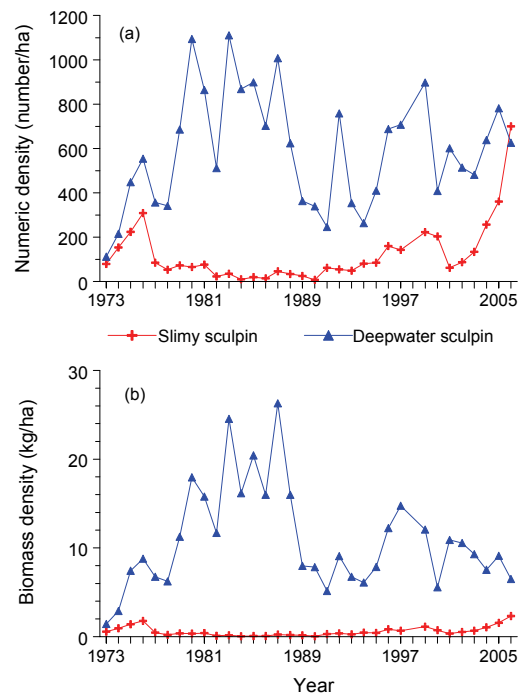 (a)
Numeric density (number/ha)
1200
1000
800
600
400
200
0
1973 1981 1989 1997 2005
Slimy sculpin Deepwater sculpin
(b)
Biomass density (kg/ha)
30
20
10
0
1973 1981 1989 1997 2005
Year